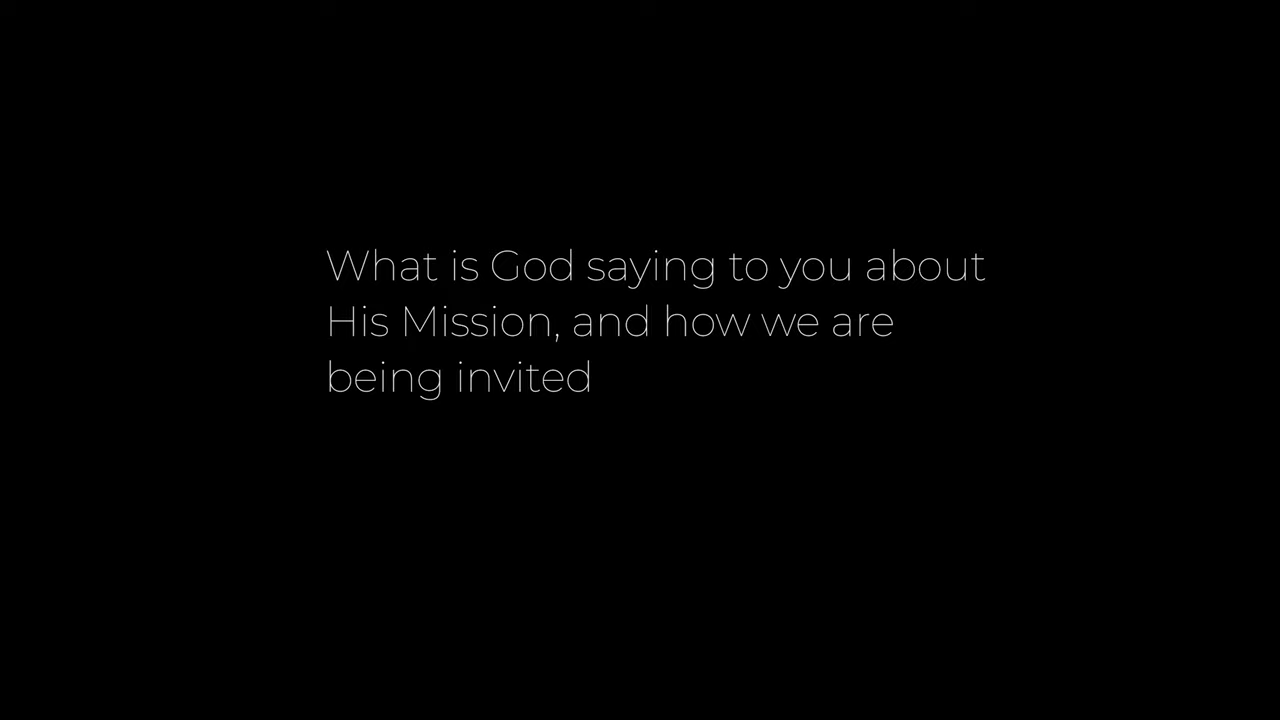 What is God saying to you about
His Mission, and how we are
being invited